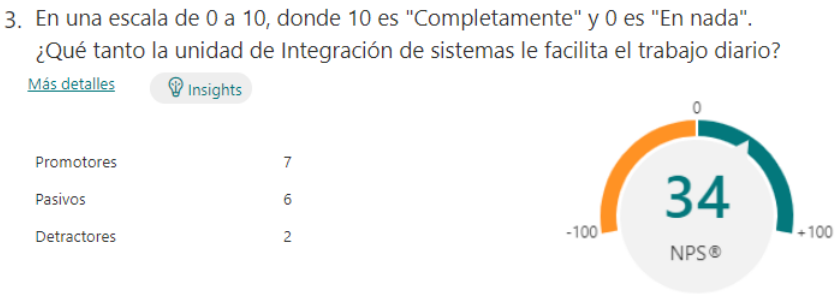 3. En una escala de 0 a 10, donde 10 es "Completamente" y 0 es "En nada".
¿Qué tanto la unidad de Integración de sistemas le facilita el trabajo diario?
Más detalles
Insights
Promotores 7
Pasivos 6
Detractores 2
0
-100
+100
34
NPS®